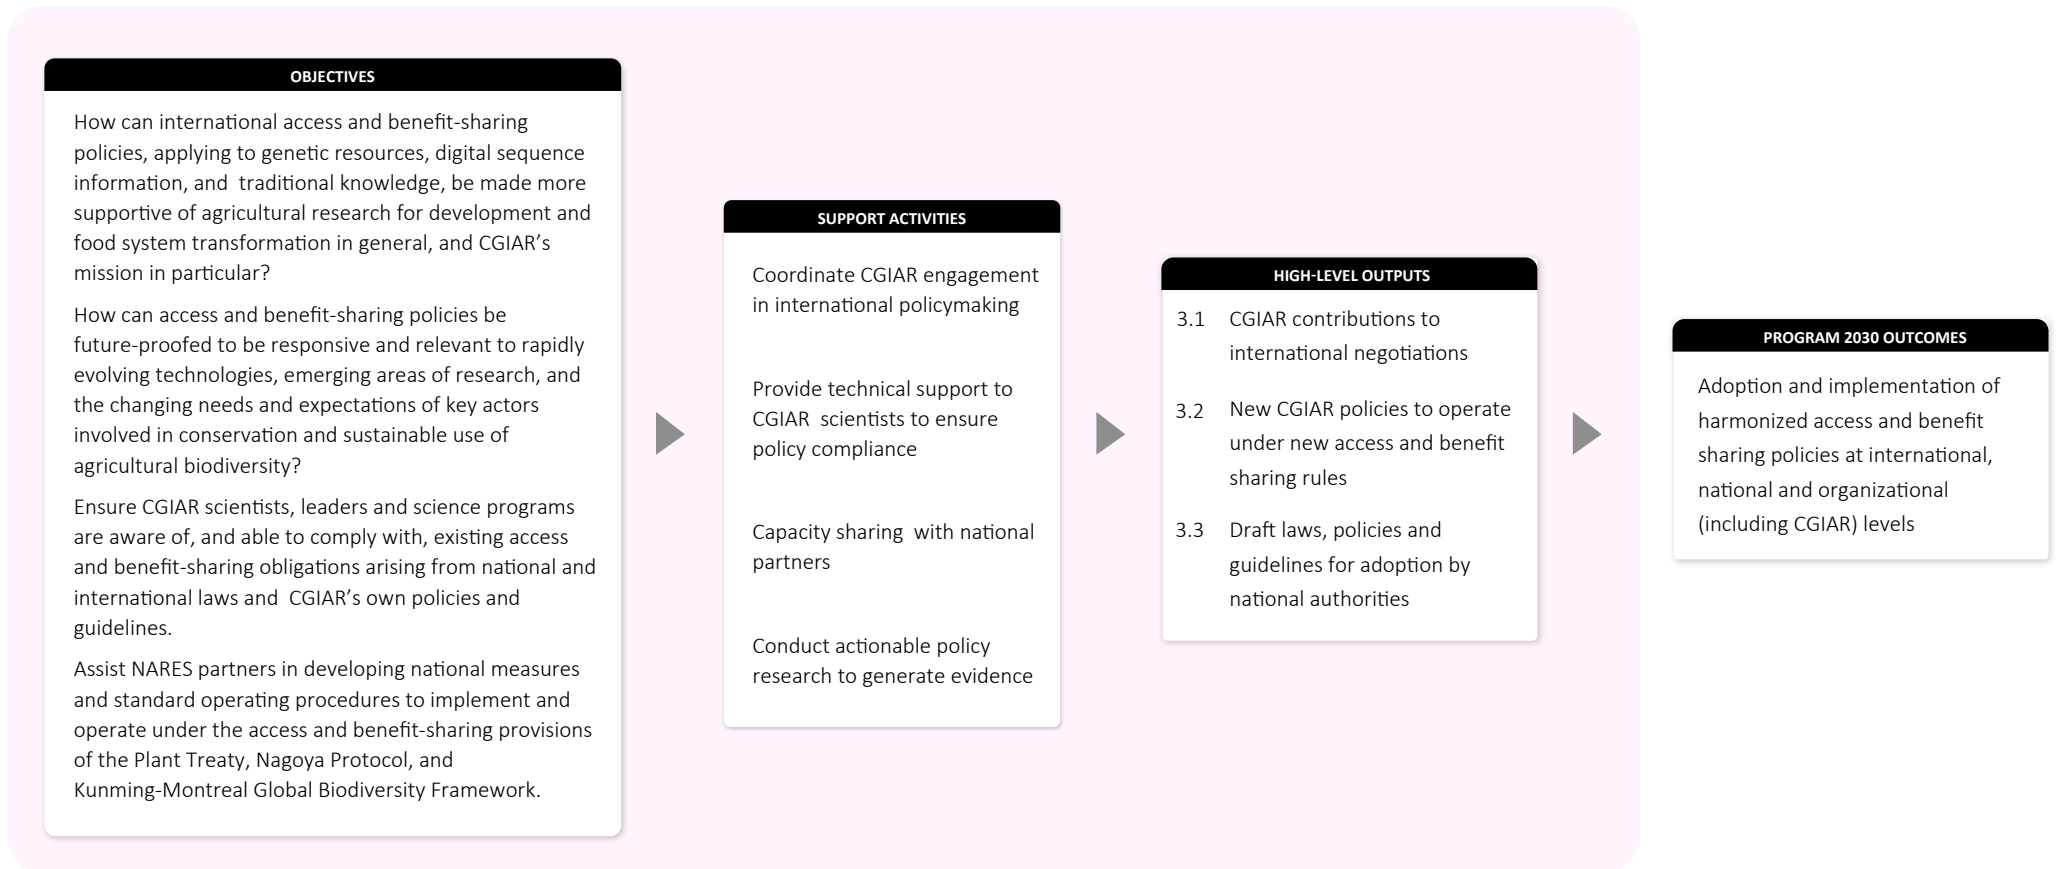 OBJECTIVES
How can international access and benefit-sharing
policies, applying to genetic resources, digital sequence
information, and  traditional knowledge, be made more
supportive of agricultural research for development and
food system transformation in general, and CGIAR’s
mission in particular?
How can access and benefit-sharing policies be
future-proofed to be responsive and relevant to rapidly
evolving technologies, emerging areas of research, and
the changing needs and expectations of key actors
involved in conservation and sustainable use of
agricultural biodiversity?
Ensure CGIAR scientists, leaders and science programs
are aware of, and able to comply with, existing access
and benefit-sharing obligations arising from national and
international laws and  CGIAR’s own policies and
guidelines.
Assist NARES partners in developing national measures
and standard operating procedures to implement and
operate under the access and benefit-sharing provisions
of the Plant Treaty, Nagoya Protocol, and
Kunming-Montreal Global Biodiversity Framework.
SUPPORT ACTIVITIES
Coordinate CGIAR engagement
in international policymaking
Provide technical support to
CGIAR  scientists to ensure
policy compliance
Capacity sharing  with national
partners
Conduct actionable policy
research to generate evidence
HIGH-LEVEL OUTPUTS
3.1 CGIAR contributions to
international negotiations
3.2 New CGIAR policies to operate
under new access and benefit
sharing rules
3.3 Draft laws, policies and
guidelines for adoption by
national authorities
PROGRAM 2030 OUTCOMES
Adoption and implementation of
harmonized access and benefit
sharing policies at international,
national and organizational
(including CGIAR) levels